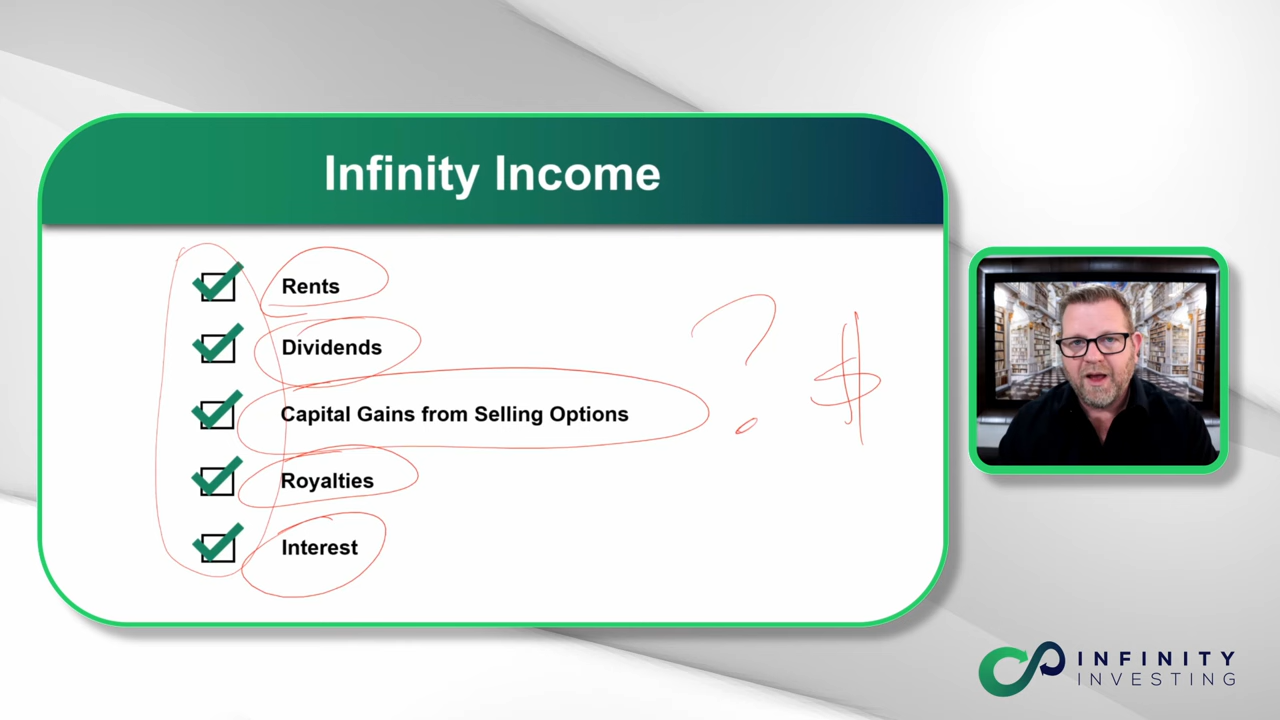 Infinity Income
Rents
Dividends
Capital Gains from Selling Options
? $
Royalties
Interest
INFINITY
INVESTING